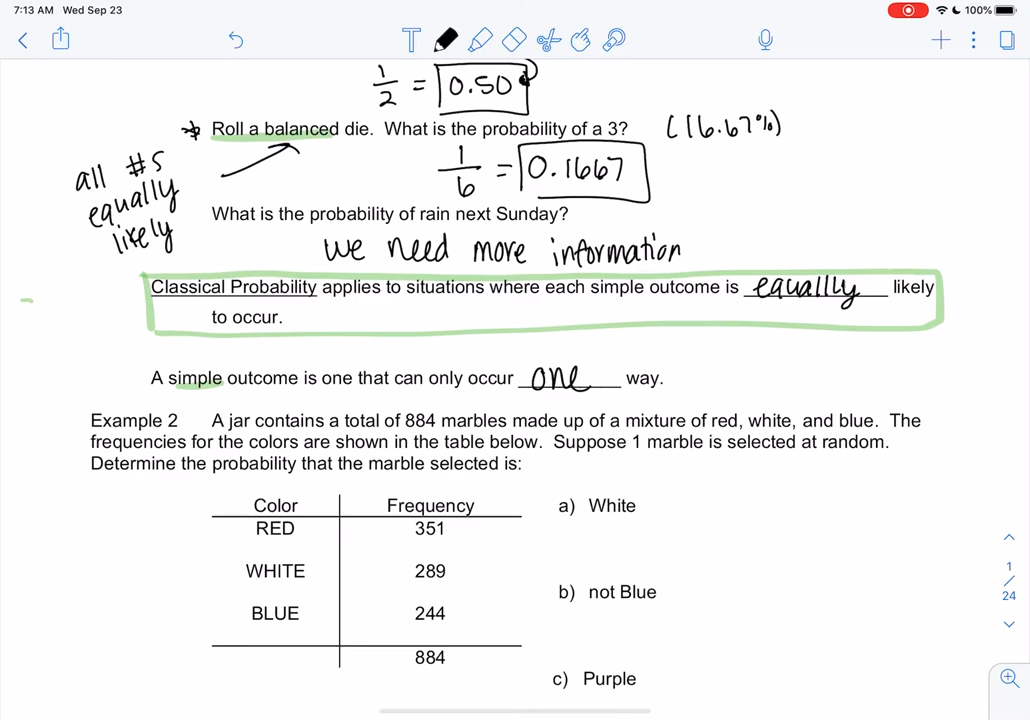 7:13 AM Wed Sep 23
100%
T
1/2 = 0.50
Roll a balanced die. What is the probability of a 3? (16.67%)
1/6 = 0.1667
all #s
equally
likely
What is the probability of rain next Sunday?
we need more information
Classical Probability applies to situations where each simple outcome is equallly likely
to occur.
A simple outcome is one that can only occur one way.
Example 2 A jar contains a total of 884 marbles made up of a mixture of red, white, and blue. The
frequencies for the colors are shown in the table below. Suppose 1 marble is selected at random.
Determine the probability that the marble selected is:
Color Frequency
RED 351
WHITE 289
BLUE 244
884
a) White
b) not Blue
c) Purple
1
/
24